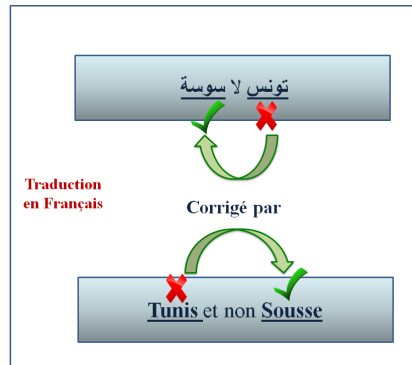 تونس لا سوسة
Traduction
en Français
Corrigé par
Tunis et non Sousse